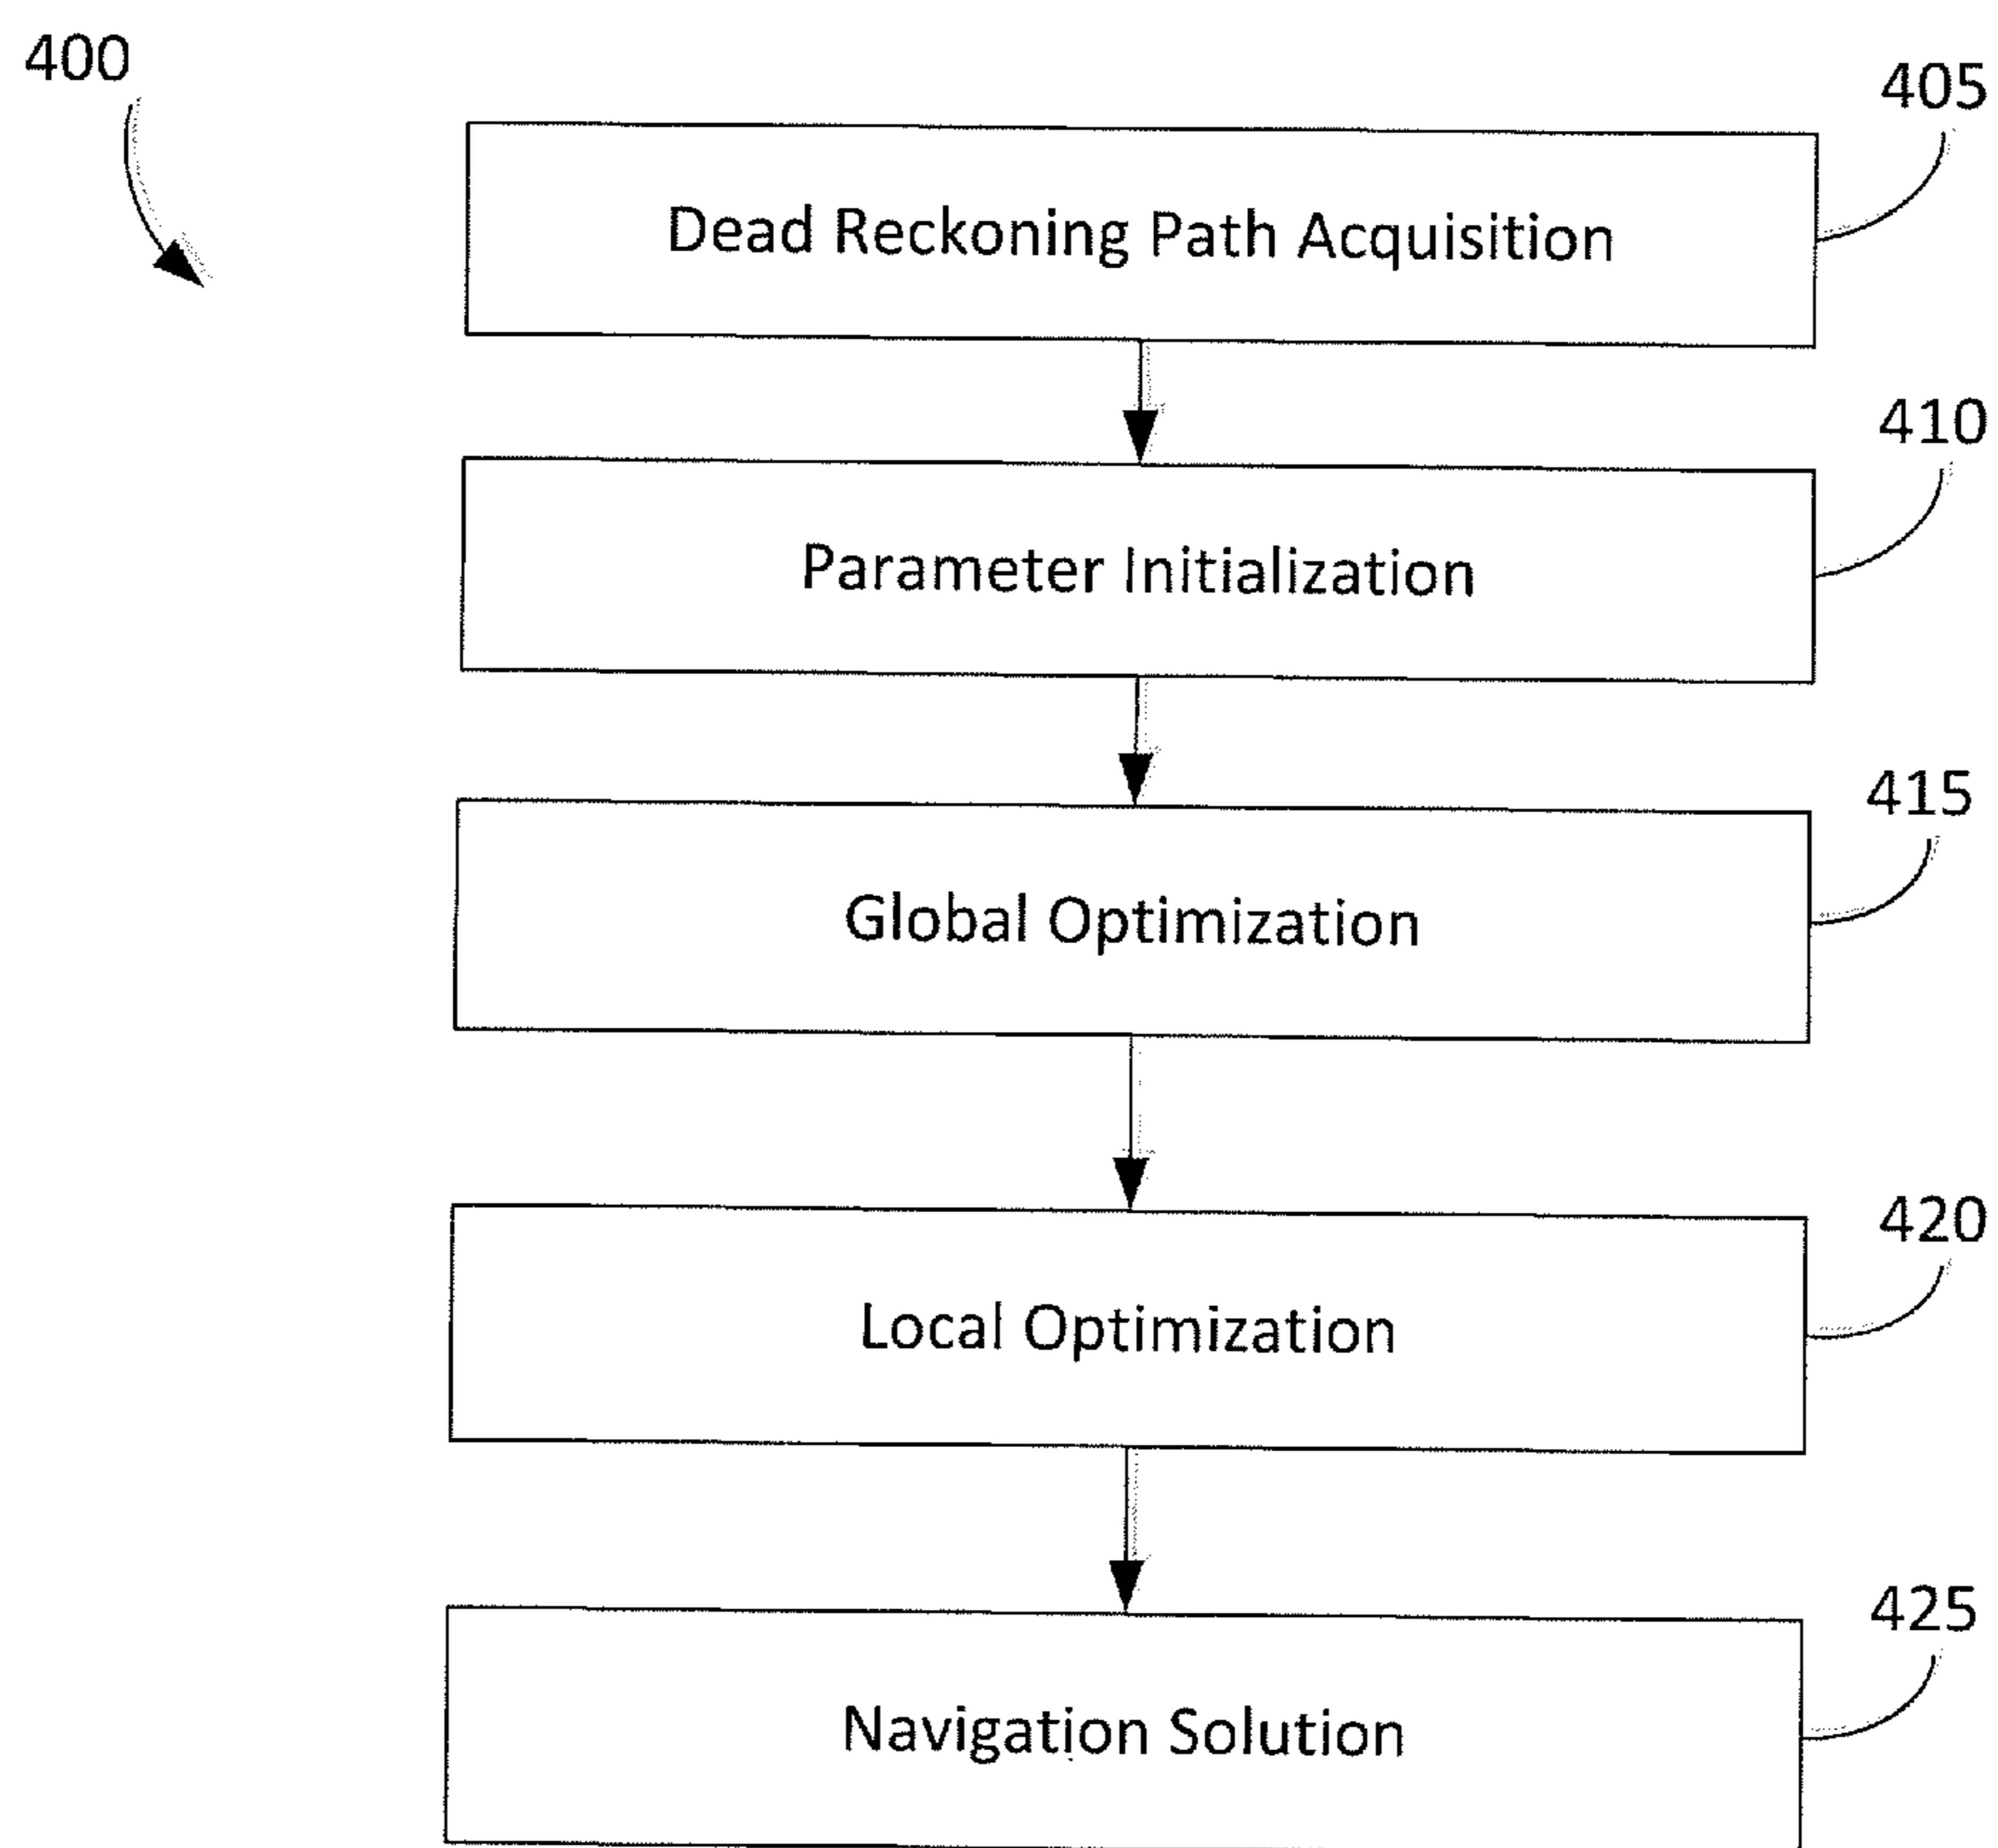 400
405
Dead Reckoning Path Acquisition
410
Parameter Initialization
415
Global Optimization
420
Local Optimization
425
Navigation Solution